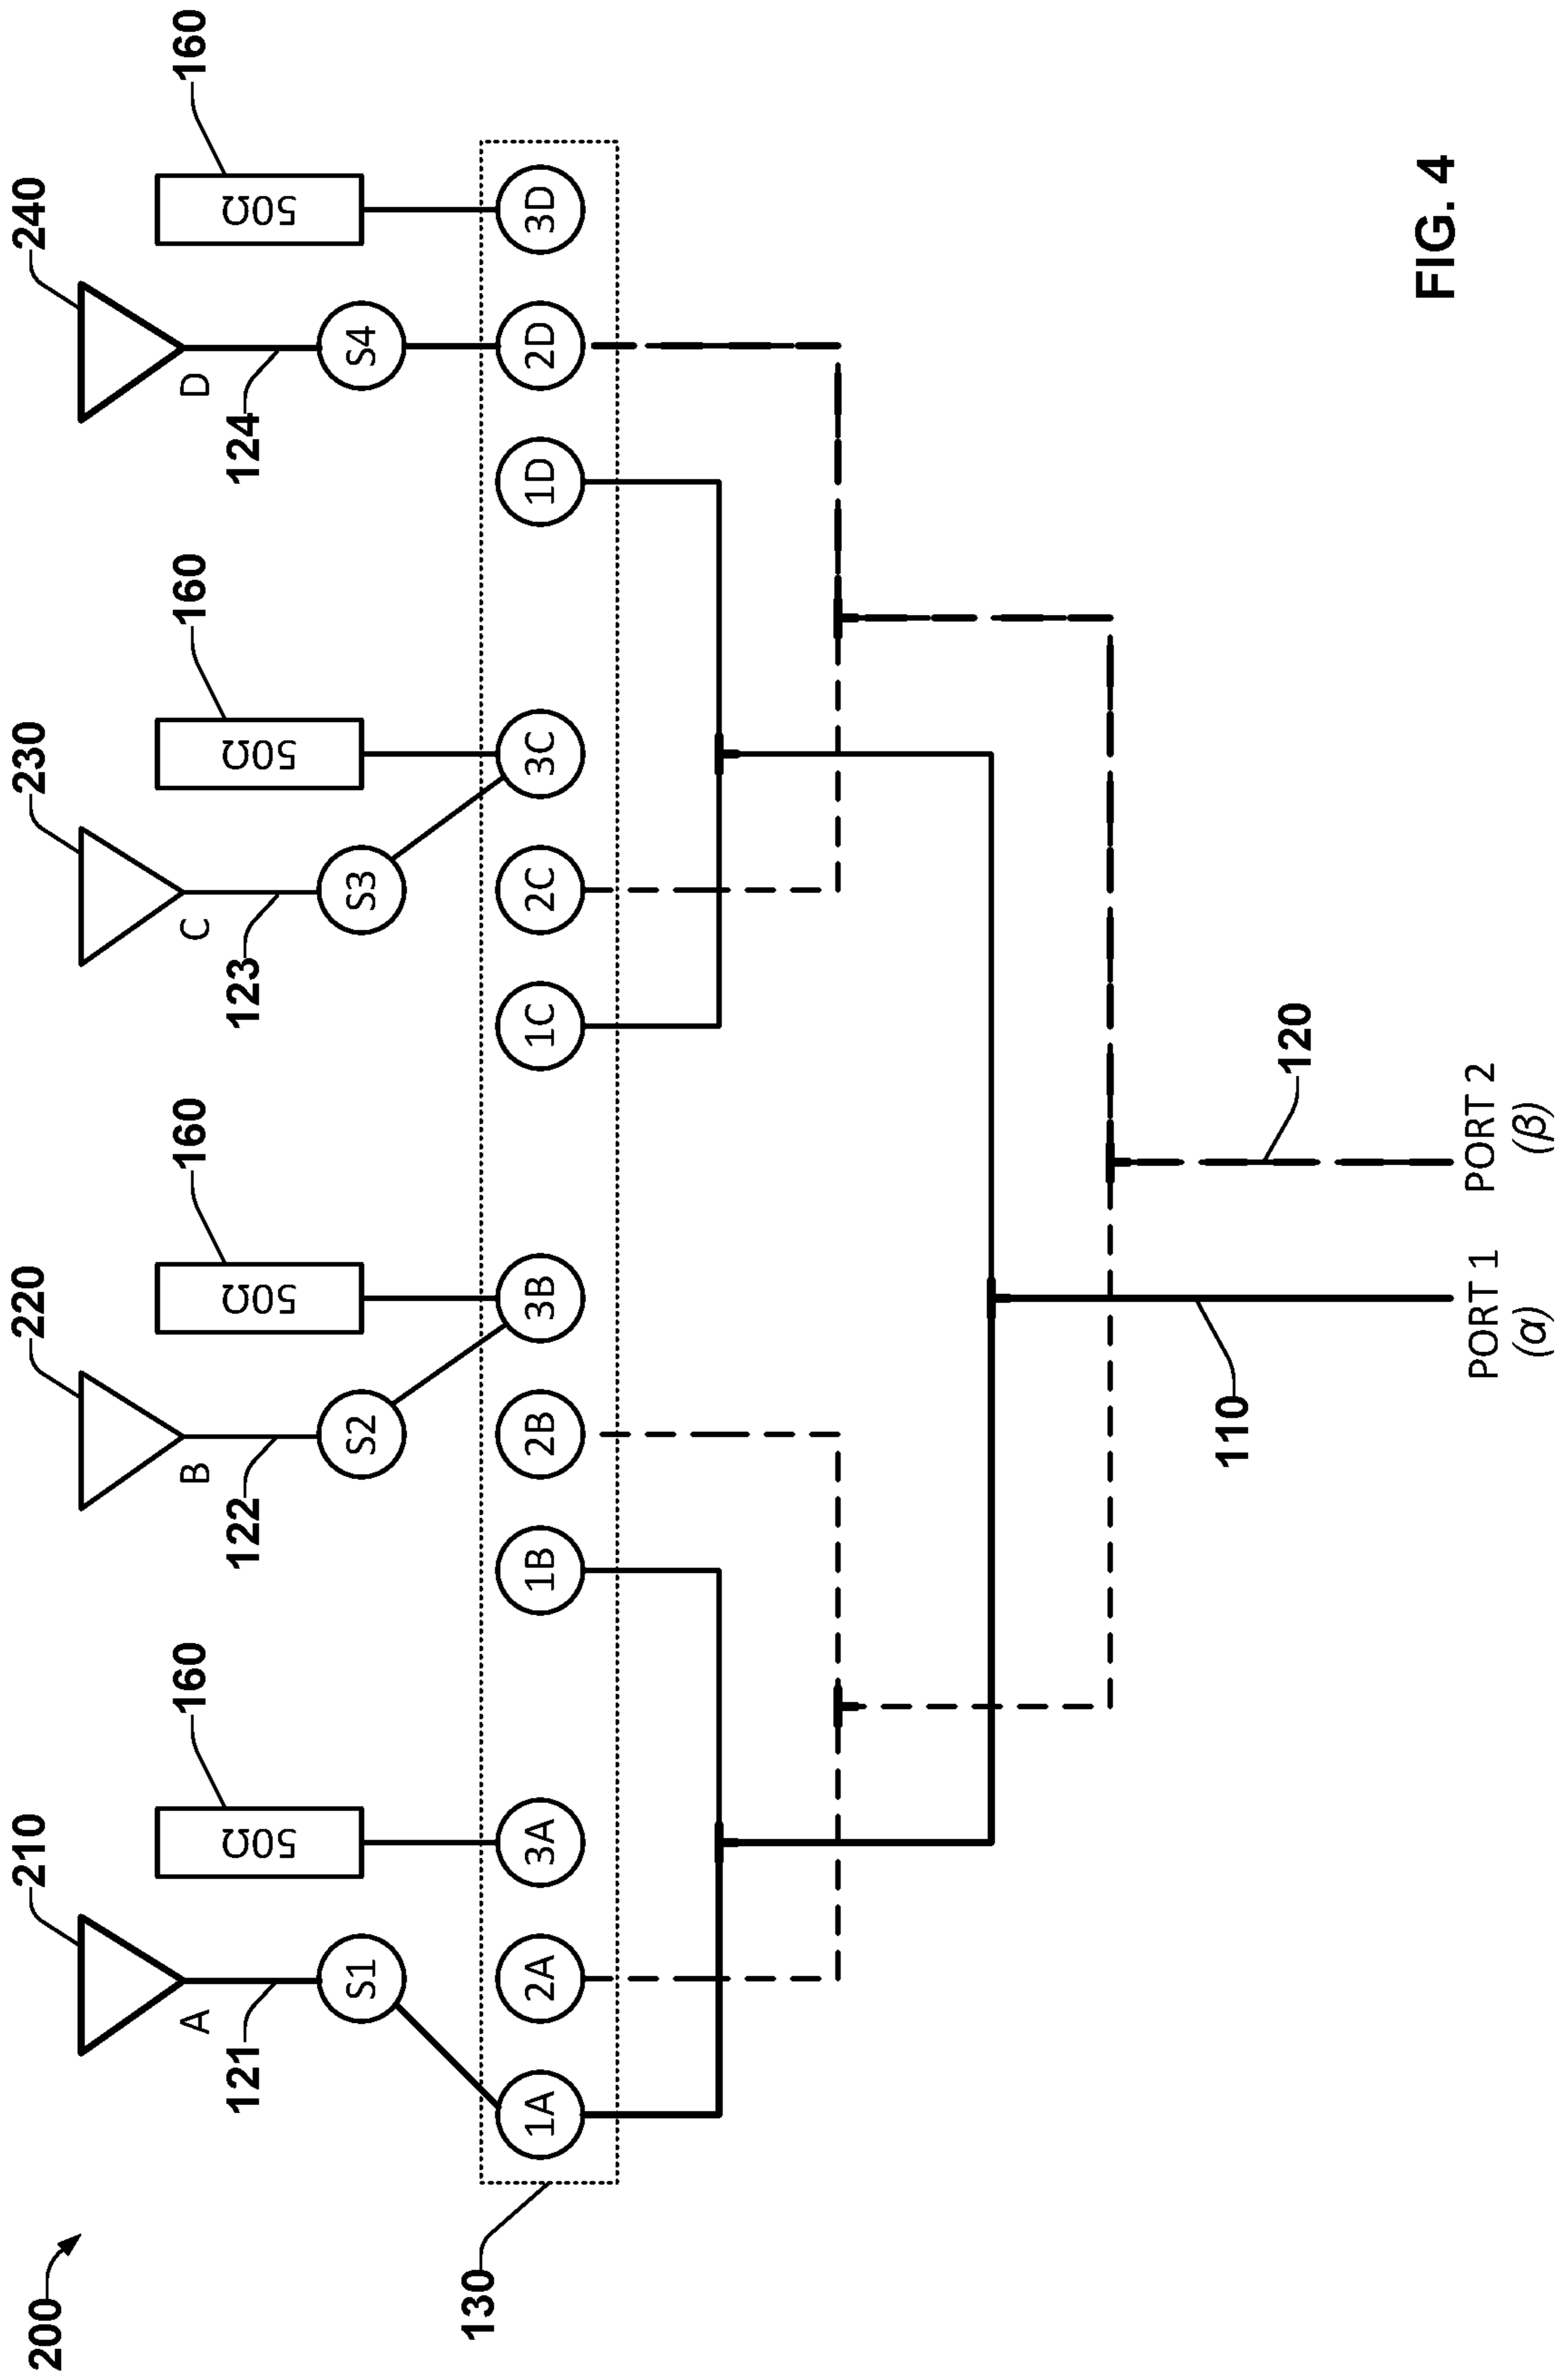 200
210
160
220
160
230
160
240
160
A
50Ω
B
50Ω
C
50Ω
D
50Ω
121
122
123
124
S1
S2
S3
S4
130
1A
2A
3A
1B
2B
3B
1C
2C
3C
1D
2D
3D
110
120
PORT 1
(α)
PORT 2
(β)
FIG. 4